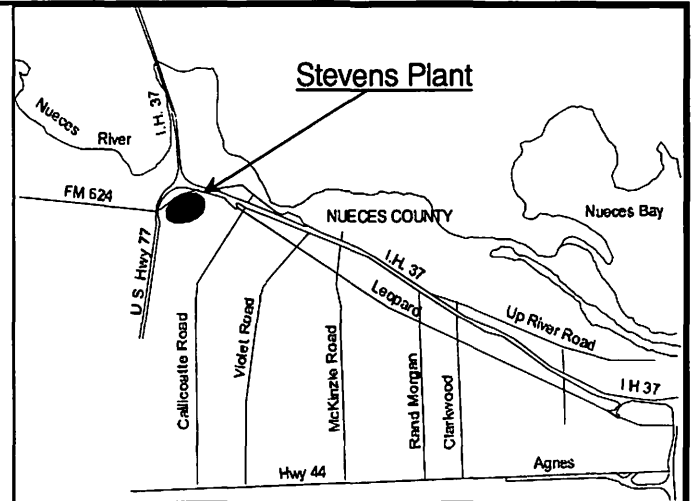 Stevens Plant
Nueces
River
I.H. 37
FM 624
U S Hwy 77
NUECES COUNTY
Nueces Bay
I.H. 37
Leopard
Up River Road
Callicoutte Road
Violet Road
McKinzie Road
Rand Morgan
Clarkwood
I H 37
Agnes
Hwy 44